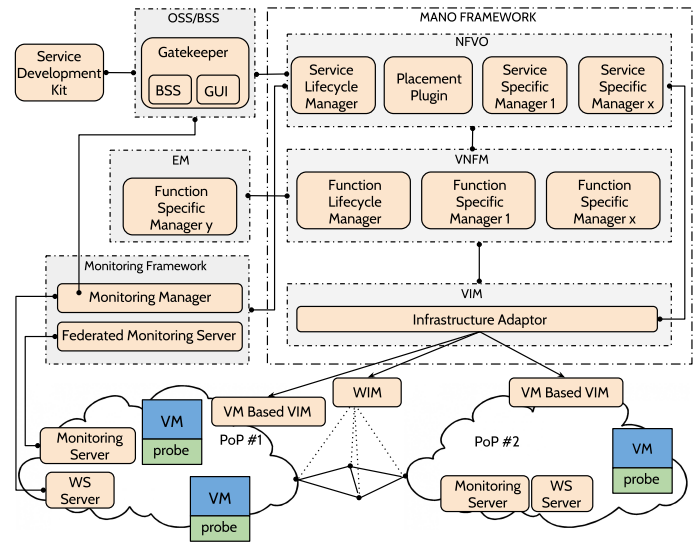 OSS/BSS
MANO FRAMEWORK
Service
Development
Kit
Gatekeeper
BSS
GUI
NFVO
Service
Lifecycle
Manager
Placement
Plugin
Service
Specific
Manager 1
Service
Specific
Manager x
EM
Function
Specific
Manager y
VNFM
Function
Lifecycle
Manager
Function
Specific
Manager 1
Function
Specific
Manager x
Monitoring Framework
Monitoring Manager
Federated Monitoring Server
VIM
Infrastructure Adaptor
VM Based VIM
WIM
VM Based VIM
PoP #1
VM
probe
Monitoring
Server
WS
Server
VM
probe
PoP #2
VM
probe
Monitoring
Server
WS
Server